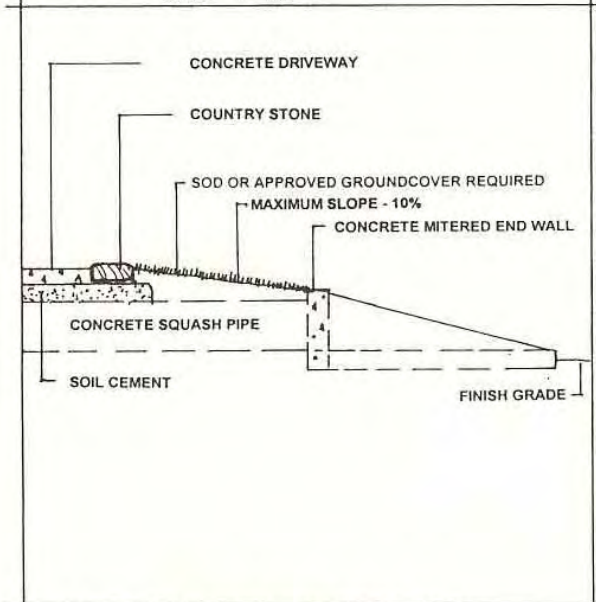 CONCRETE DRIVEWAY
COUNTRY STONE
SOD OR APPROVED GROUNDCOVER REQUIRED
MAXIMUM SLOPE - 10%
CONCRETE MITERED END WALL
CONCRETE SQUASH PIPE
SOIL CEMENT
FINISH GRADE